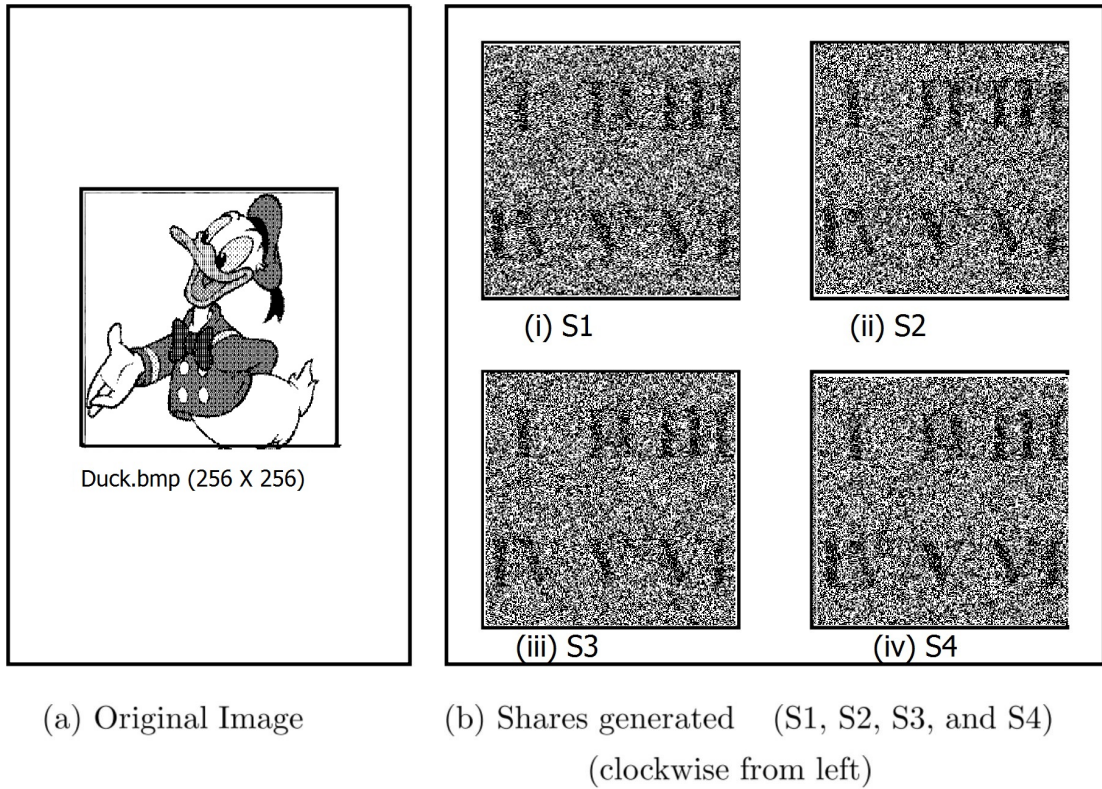 (i) S1
(ii) S2
Duck.bmp (256 X 256)
(iii) S3
(iv) S4
(a) Original Image
(b) Shares generated (S1, S2, S3, and S4)
(clockwise from left)